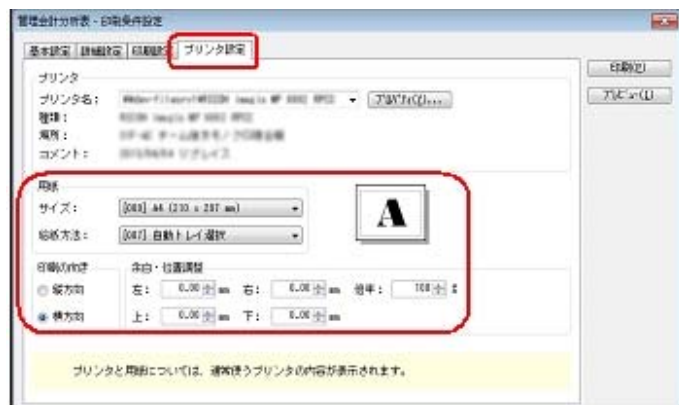 管理会計分析表 - 印刷条件設定
基本設定 詳細設定 印刷設定 プリンタ設定
印刷(P)
プレビュー(L)
プリンタ
プリンタ名: プロパティ(Q)...
種類:
場所:
コメント:
用紙
サイズ: A4 (210 x 297 mm)
給紙方法: 自動トレイ選択
A
印刷の向き 余白・位置調整
縦方向 左: 0.00 mm 右: 0.00 mm 倍率: 100 %
横方向 上: 0.00 mm 下: 0.00 mm
プリンタと用紙については、通常使うプリンタの内容が表示されます。